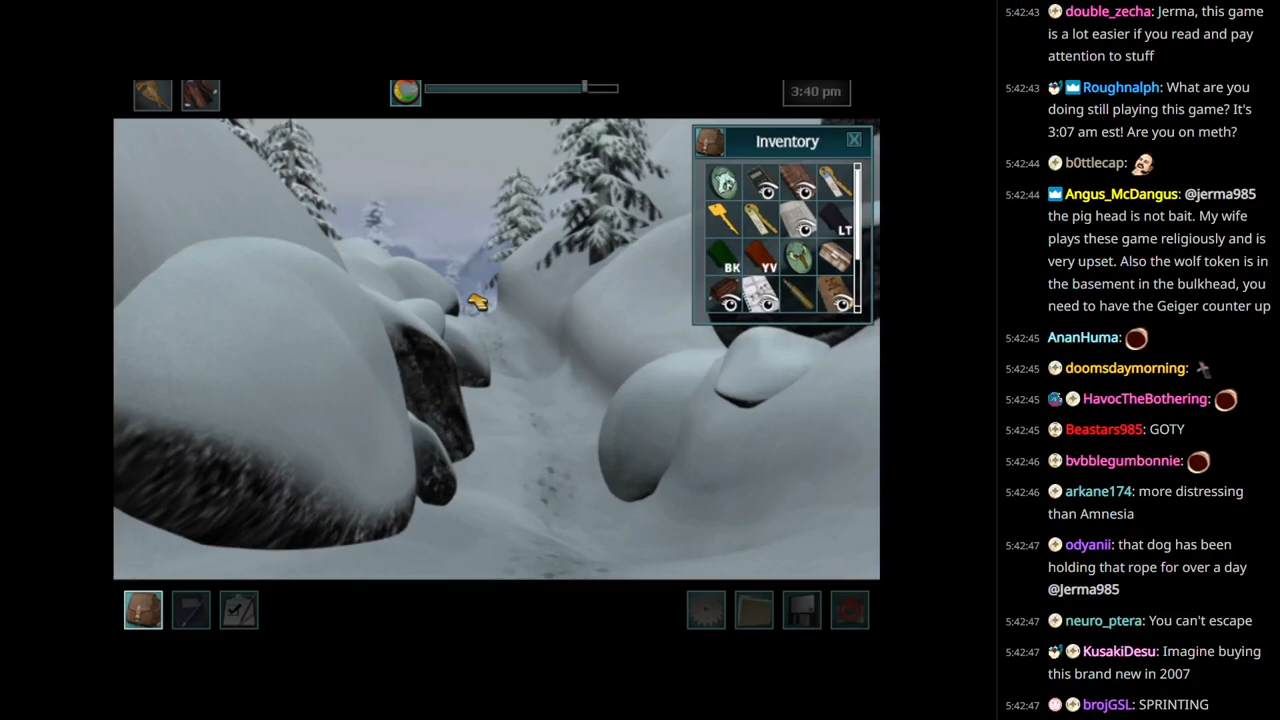 3:40 pm
Inventory
LT
BK
YV
5:42:43 double_zecha: Jerma, this game
is a lot easier if you read and pay
attention to stuff
5:42:43 Roughnalph: What are you
doing still playing this game? It's
3:07 am est! Are you on meth?
5:42:44 b0ttlecap:
5:42:44 Angus_McDangus: @jerma985
the pig head is not bait. My wife
plays these game religiously and is
very upset. Also the wolf token is in
the basement in the bulkhead, you
need to have the Geiger counter up
5:42:45 AnanHuma:
5:42:45 doomsdaymorning:
5:42:45 HavocTheBothering:
5:42:45 Beastars985: GOTY
5:42:46 bvbblegumbonnie:
5:42:46 arkane174: more distressing
than Amnesia
5:42:47 odyanii: that dog has been
holding that rope for over a day
@Jerma985
5:42:47 neuro_ptera: You can't escape
5:42:47 KusakiDesu: Imagine buying
this brand new in 2007
5:42:47 brojGSL: SPRINTING